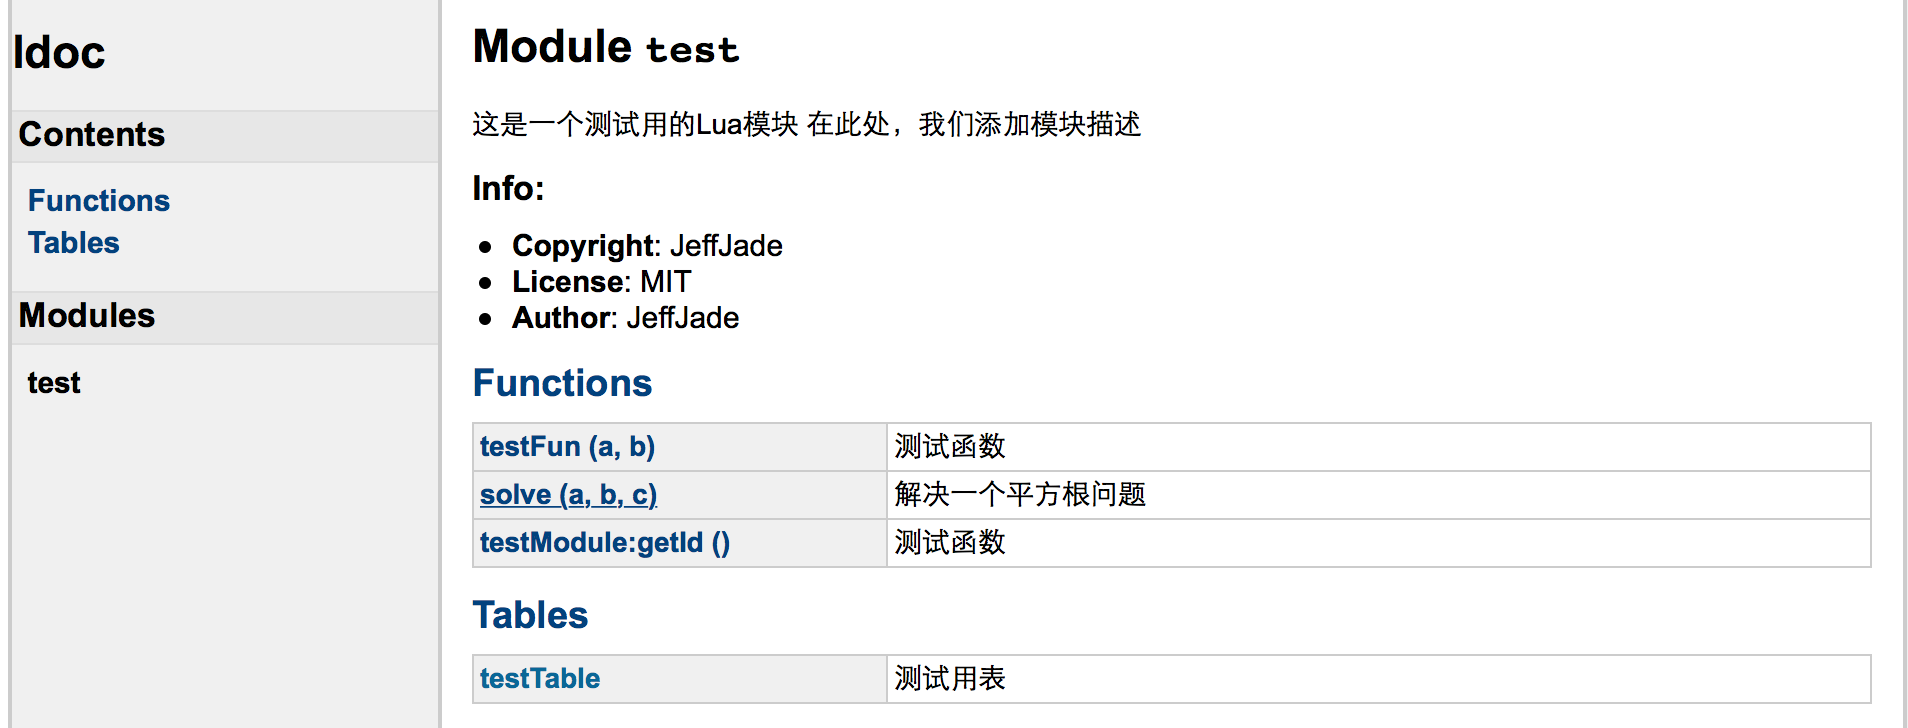 ldoc
Contents
Functions
Tables
Modules
test
Module test
这是一个测试用的Lua模块 在此处，我们添加模块描述
Info:
● Copyright: JeffJade
● License: MIT
● Author: JeffJade
Functions
testFun (a, b) 测试函数
solve (a, b, c) 解决一个平方根问题
testModule:getId () 测试函数
Tables
testTable 测试用表